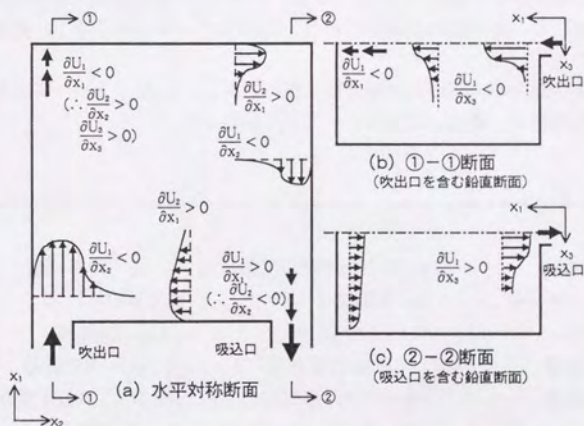 ①
②
∂U₁/∂x₁ < 0
(∴ ∂U₂/∂x₂ > 0
∂U₃/∂x₃ > 0)
∂U₂/∂x₁ > 0
∂U₁/∂x₂ < 0
∂U₂/∂x₁ > 0
∂U₁/∂x₂ < 0
∂U₁/∂x₁ > 0
(∴ ∂U₂/∂x₂ < 0)
吹出口
吸込口
①
②
(a) 水平対称断面
x₁
x₂
x₁
x₃
吹出口
∂U₁/∂x₁ < 0
∂U₁/∂x₃ < 0
(b) ①－①断面
(吹出口を含む鉛直断面)
x₁
x₃
吸込口
∂U₁/∂x₃ > 0
(c) ②－②断面
(吸込口を含む鉛直断面)